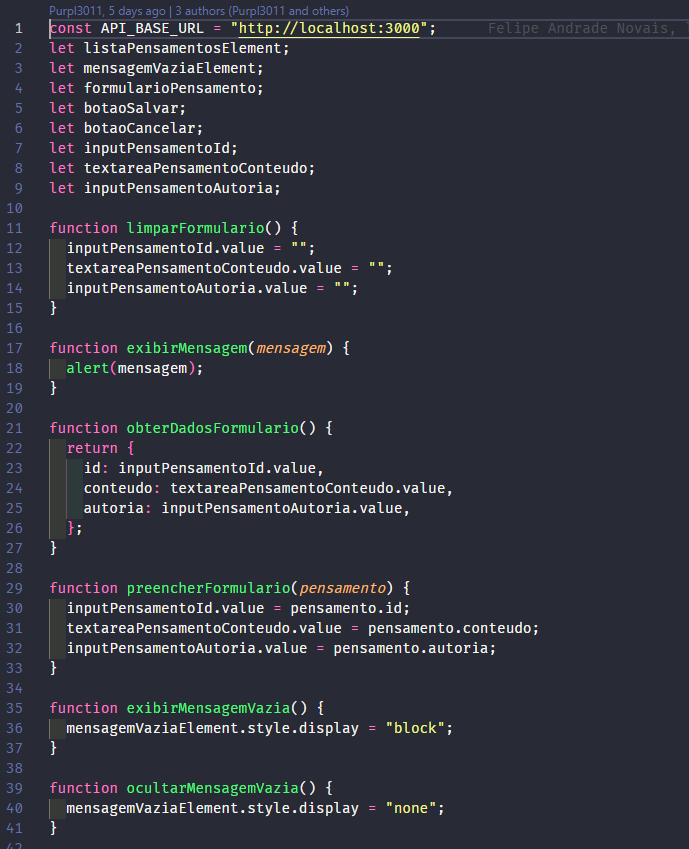 Purpl3011, 5 days ago | 3 authors (Purpl3011 and others)
1 const API_BASE_URL = "http://localhost:3000"; Felipe Andrade Novais,
2 let listaPensamentosElement;
3 let mensagemVaziaElement;
4 let formularioPensamento;
5 let botaoSalvar;
6 let botaoCancelar;
7 let inputPensamentoId;
8 let textareaPensamentoConteudo;
9 let inputPensamentoAutoria;
10
11 function limparFormulario() {
12   inputPensamentoId.value = "";
13   textareaPensamentoConteudo.value = "";
14   inputPensamentoAutoria.value = "";
15 }
16
17 function exibirMensagem(mensagem) {
18   alert(mensagem);
19 }
20
21 function obterDadosFormulario() {
22   return {
23     id: inputPensamentoId.value,
24     conteudo: textareaPensamentoConteudo.value,
25     autoria: inputPensamentoAutoria.value,
26   };
27 }
28
29 function preencherFormulario(pensamento) {
30   inputPensamentoId.value = pensamento.id;
31   textareaPensamentoConteudo.value = pensamento.conteudo;
32   inputPensamentoAutoria.value = pensamento.autoria;
33 }
34
35 function exibirMensagemVazia() {
36   mensagemVaziaElement.style.display = "block";
37 }
38
39 function ocultarMensagemVazia() {
40   mensagemVaziaElement.style.display = "none";
41 }
42